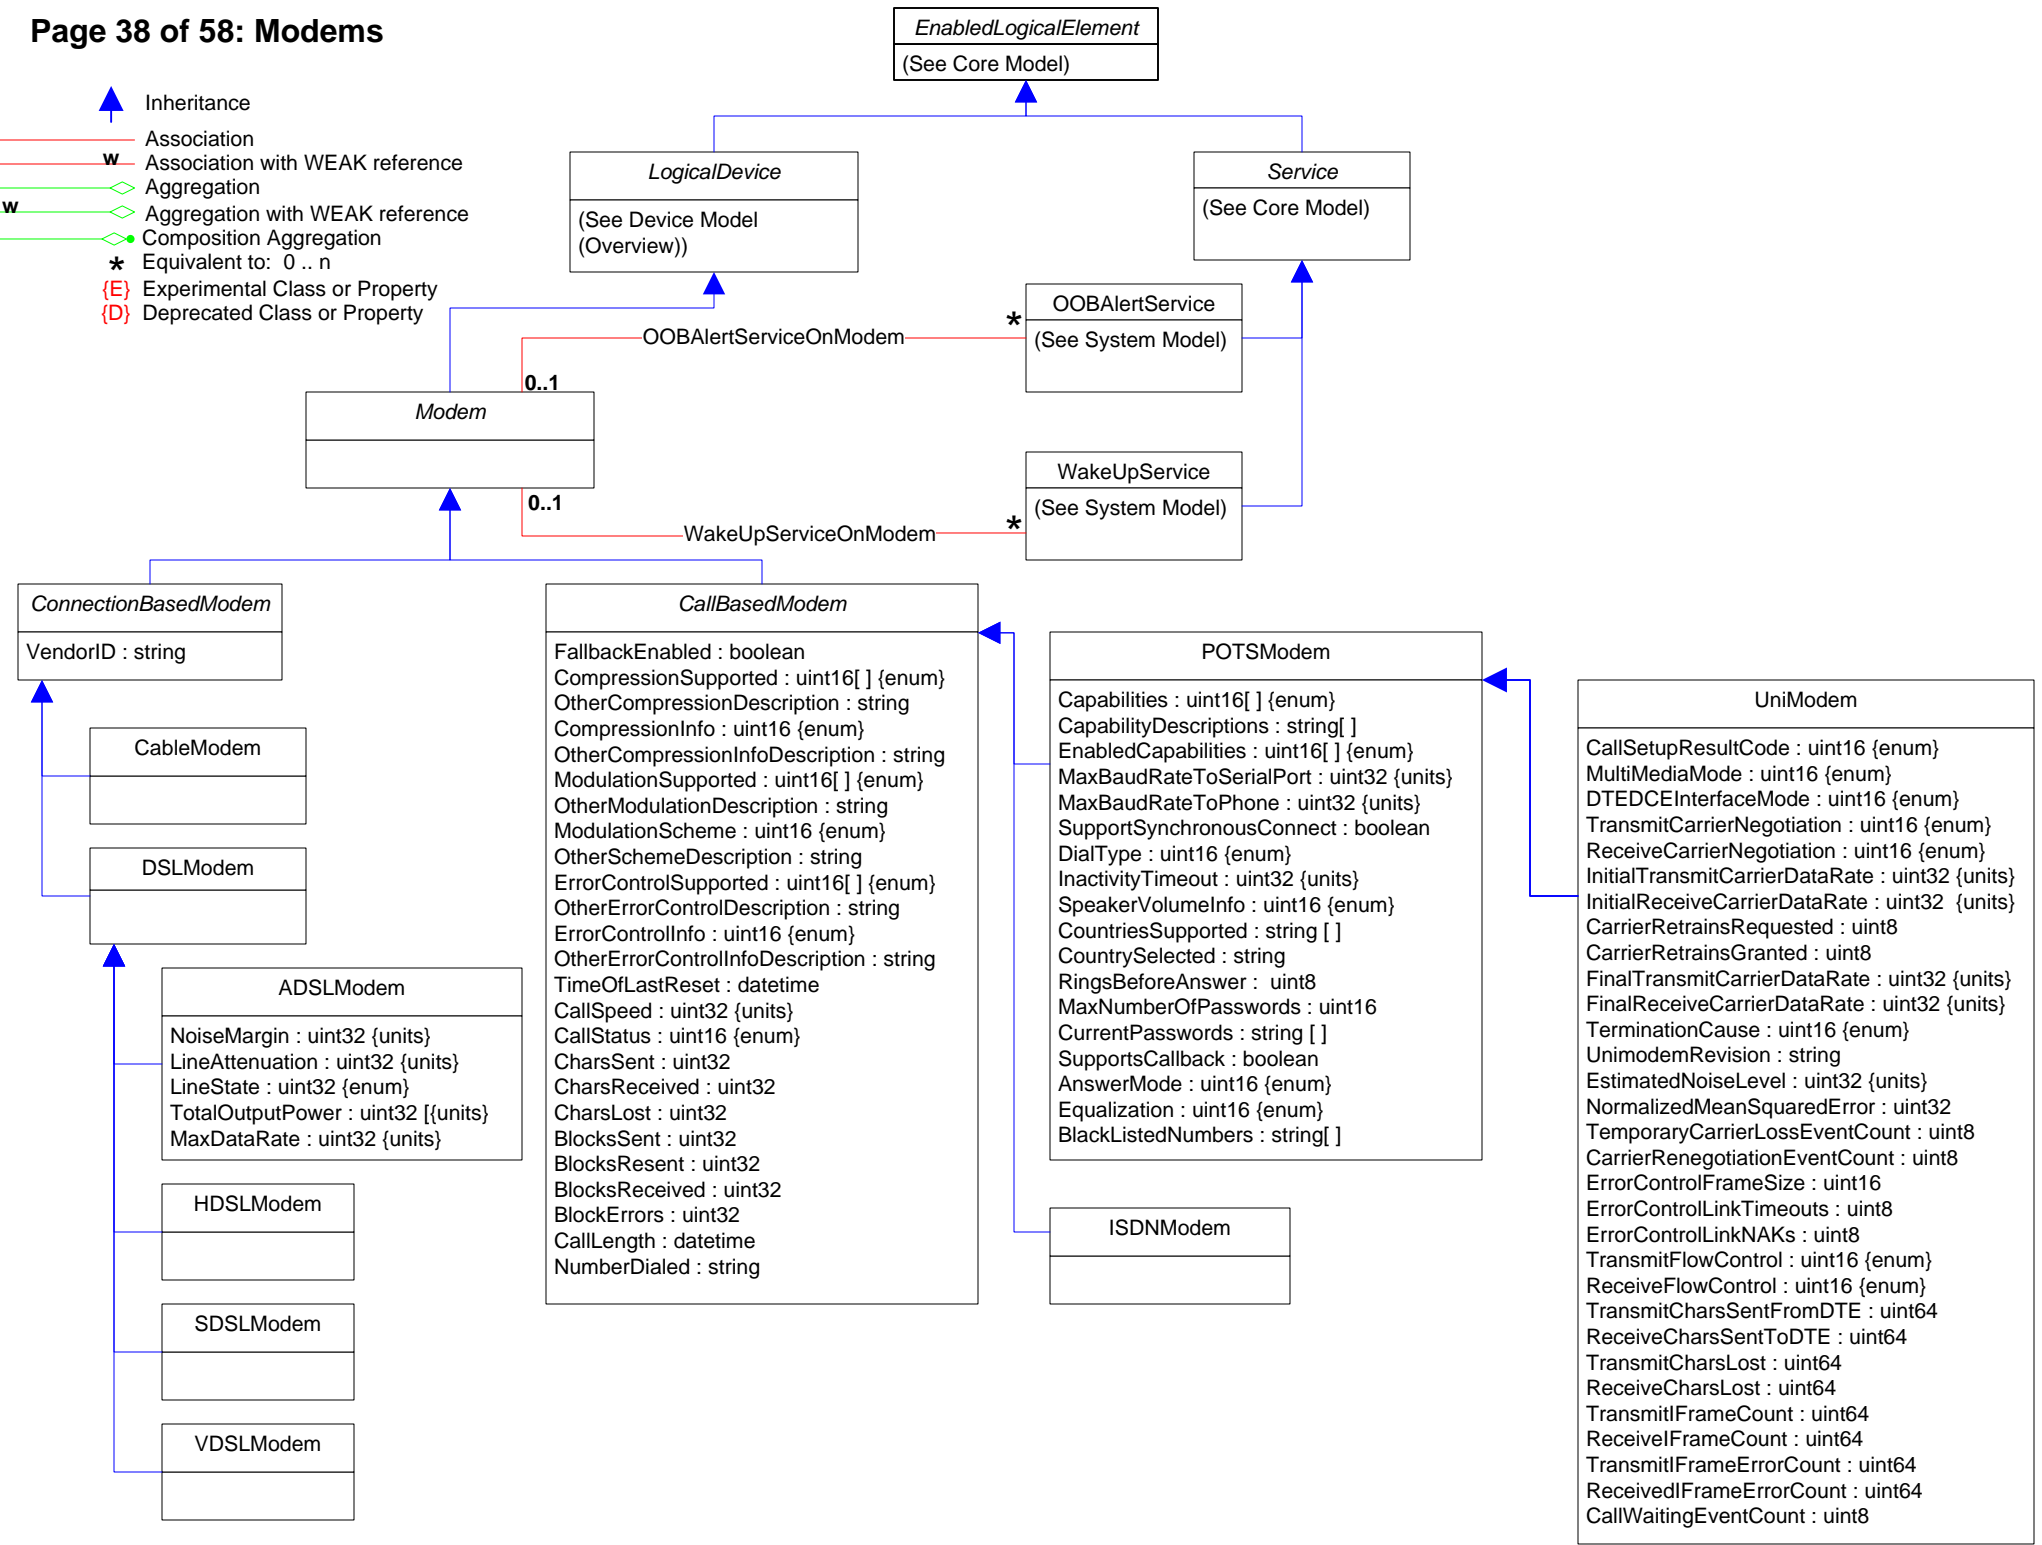 Page 38 of 58: Modems
Inheritance
Association
w
Association with WEAK reference
Aggregation
w
Aggregation with WEAK reference
Composition Aggregation
* Equivalent to: 0 .. n
{E} Experimental Class or Property
{D} Deprecated Class or Property
EnabledLogicalElement
(See Core Model)
LogicalDevice
(See Device Model
(Overview))
Service
(See Core Model)
OOBAlertService
(See System Model)
OOBAlertServiceOnModem
*
0..1
Modem
WakeUpService
(See System Model)
0..1
WakeUpServiceOnModem
*
ConnectionBasedModem
VendorID : string
CableModem
DSLModem
ADSLModem
NoiseMargin : uint32 {units}
LineAttenuation : uint32 {units}
LineState : uint32 {enum}
TotalOutputPower : uint32 [{units}
MaxDataRate : uint32 {units}
HDSLModem
SDSLModem
VDSLModem
CallBasedModem
FallbackEnabled : boolean
CompressionSupported : uint16[ ] {enum}
OtherCompressionDescription : string
CompressionInfo : uint16 {enum}
OtherCompressionInfoDescription : string
ModulationSupported : uint16[ ] {enum}
OtherModulationDescription : string
ModulationScheme : uint16 {enum}
OtherSchemeDescription : string
ErrorControlSupported : uint16[ ] {enum}
OtherErrorControlDescription : string
ErrorControlInfo : uint16 {enum}
OtherErrorControlInfoDescription : string
TimeOfLastReset : datetime
CallSpeed : uint32 {units}
CallStatus : uint16 {enum}
CharsSent : uint32
CharsReceived : uint32
CharsLost : uint32
BlocksSent : uint32
BlocksResent : uint32
BlocksReceived : uint32
BlockErrors : uint32
CallLength : datetime
NumberDialed : string
POTSModem
Capabilities : uint16[ ] {enum}
CapabilityDescriptions : string[ ]
EnabledCapabilities : uint16[ ] {enum}
MaxBaudRateToSerialPort : uint32 {units}
MaxBaudRateToPhone : uint32 {units}
SupportSynchronousConnect : boolean
DialType : uint16 {enum}
InactivityTimeout : uint32 {units}
SpeakerVolumeInfo : uint16 {enum}
CountriesSupported : string [ ]
CountrySelected : string
RingsBeforeAnswer : uint8
MaxNumberOfPasswords : uint16
CurrentPasswords : string [ ]
SupportsCallback : boolean
AnswerMode : uint16 {enum}
Equalization : uint16 {enum}
BlackListedNumbers : string[ ]
ISDNModem
UniModem
CallSetupResultCode : uint16 {enum}
MultiMediaMode : uint16 {enum}
DTEDCEInterfaceMode : uint16 {enum}
TransmitCarrierNegotiation : uint16 {enum}
ReceiveCarrierNegotiation : uint16 {enum}
InitialTransmitCarrierDataRate : uint32 {units}
InitialReceiveCarrierDataRate : uint32 {units}
CarrierRetrainsRequested : uint8
CarrierRetrainsGranted : uint8
FinalTransmitCarrierDataRate : uint32 {units}
FinalReceiveCarrierDataRate : uint32 {units}
TerminationCause : uint16 {enum}
UnimodemRevision : string
EstimatedNoiseLevel : uint32 {units}
NormalizedMeanSquaredError : uint32
TemporaryCarrierLossEventCount : uint8
CarrierRenegotiationEventCount : uint8
ErrorControlFrameSize : uint16
ErrorControlLinkTimeouts : uint8
ErrorControlLinkNAKs : uint8
TransmitFlowControl : uint16 {enum}
ReceiveFlowControl : uint16 {enum}
TransmitCharsSentFromDTE : uint64
ReceiveCharsSentToDTE : uint64
TransmitCharsLost : uint64
ReceiveCharsLost : uint64
TransmitIFrameCount : uint64
ReceiveIFrameCount : uint64
TransmitIFrameErrorCount : uint64
ReceivedIFrameErrorCount : uint64
CallWaitingEventCount : uint8